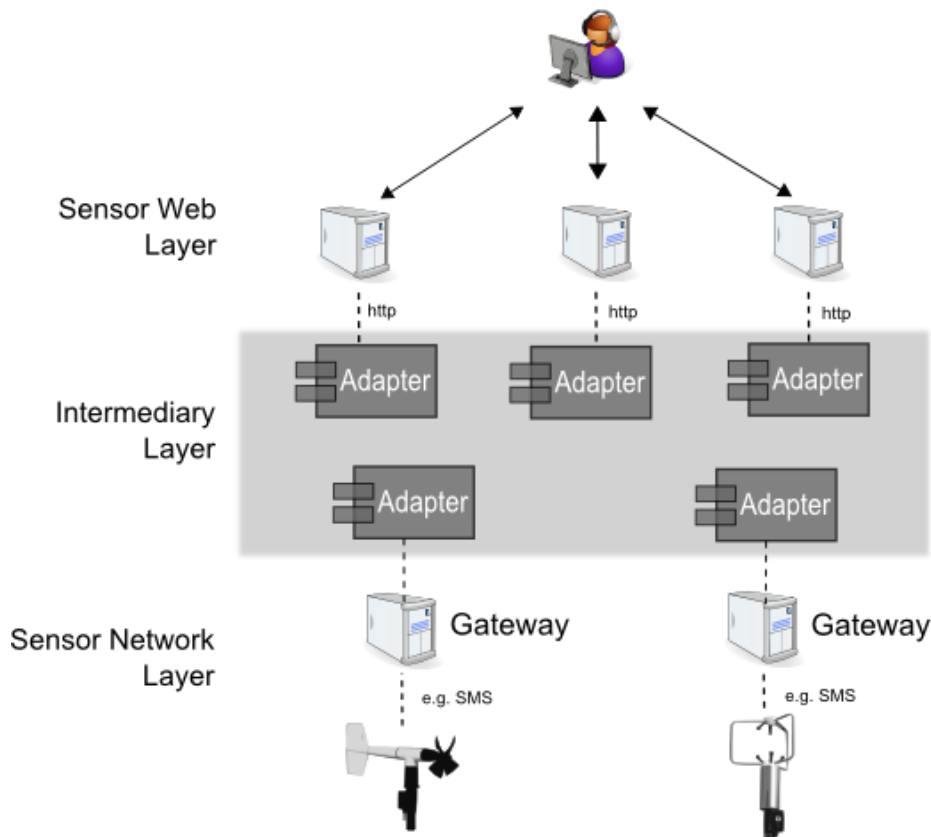 Sensor Web
Layer
http
http
http
Adapter
Adapter
Adapter
Intermediary
Layer
Adapter
Adapter
Gateway
Gateway
Sensor Network
Layer
e.g. SMS
e.g. SMS